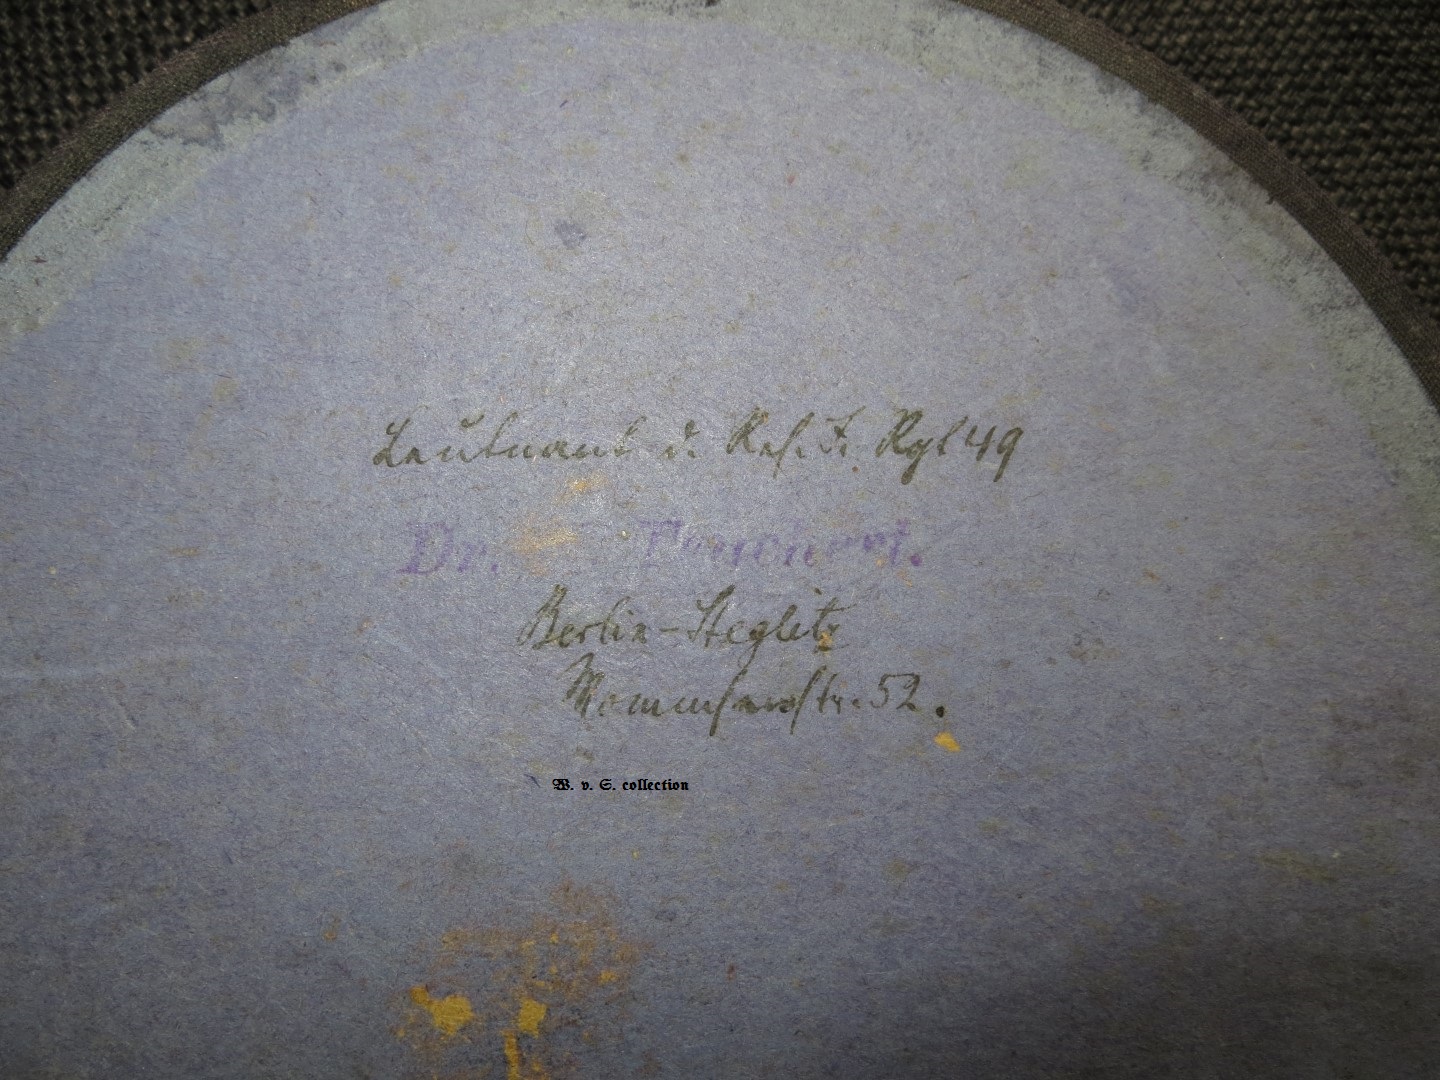 Leutnant d. Res. I. Rgt 49
Dr.
Berlin-Steglitz
Mommsenstr. 52.
W. v. S. collection